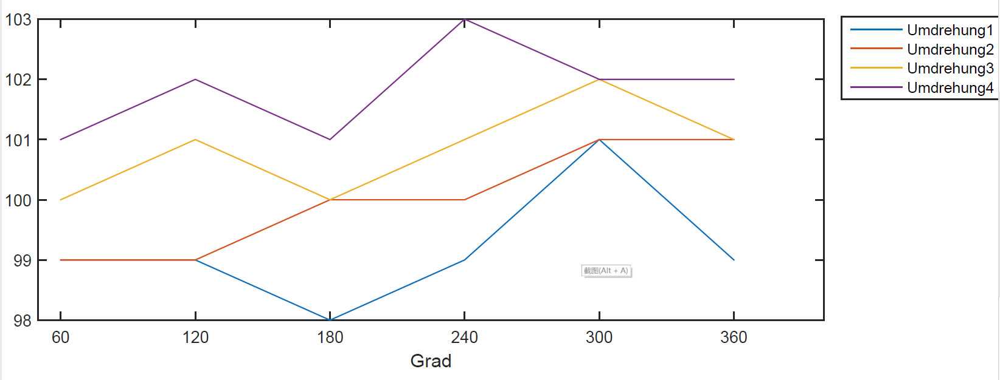 103
102
101
100
99
98
60 120 180 240 300 360
Grad
Umdrehung1
Umdrehung2
Umdrehung3
Umdrehung4
截图(Alt + A)